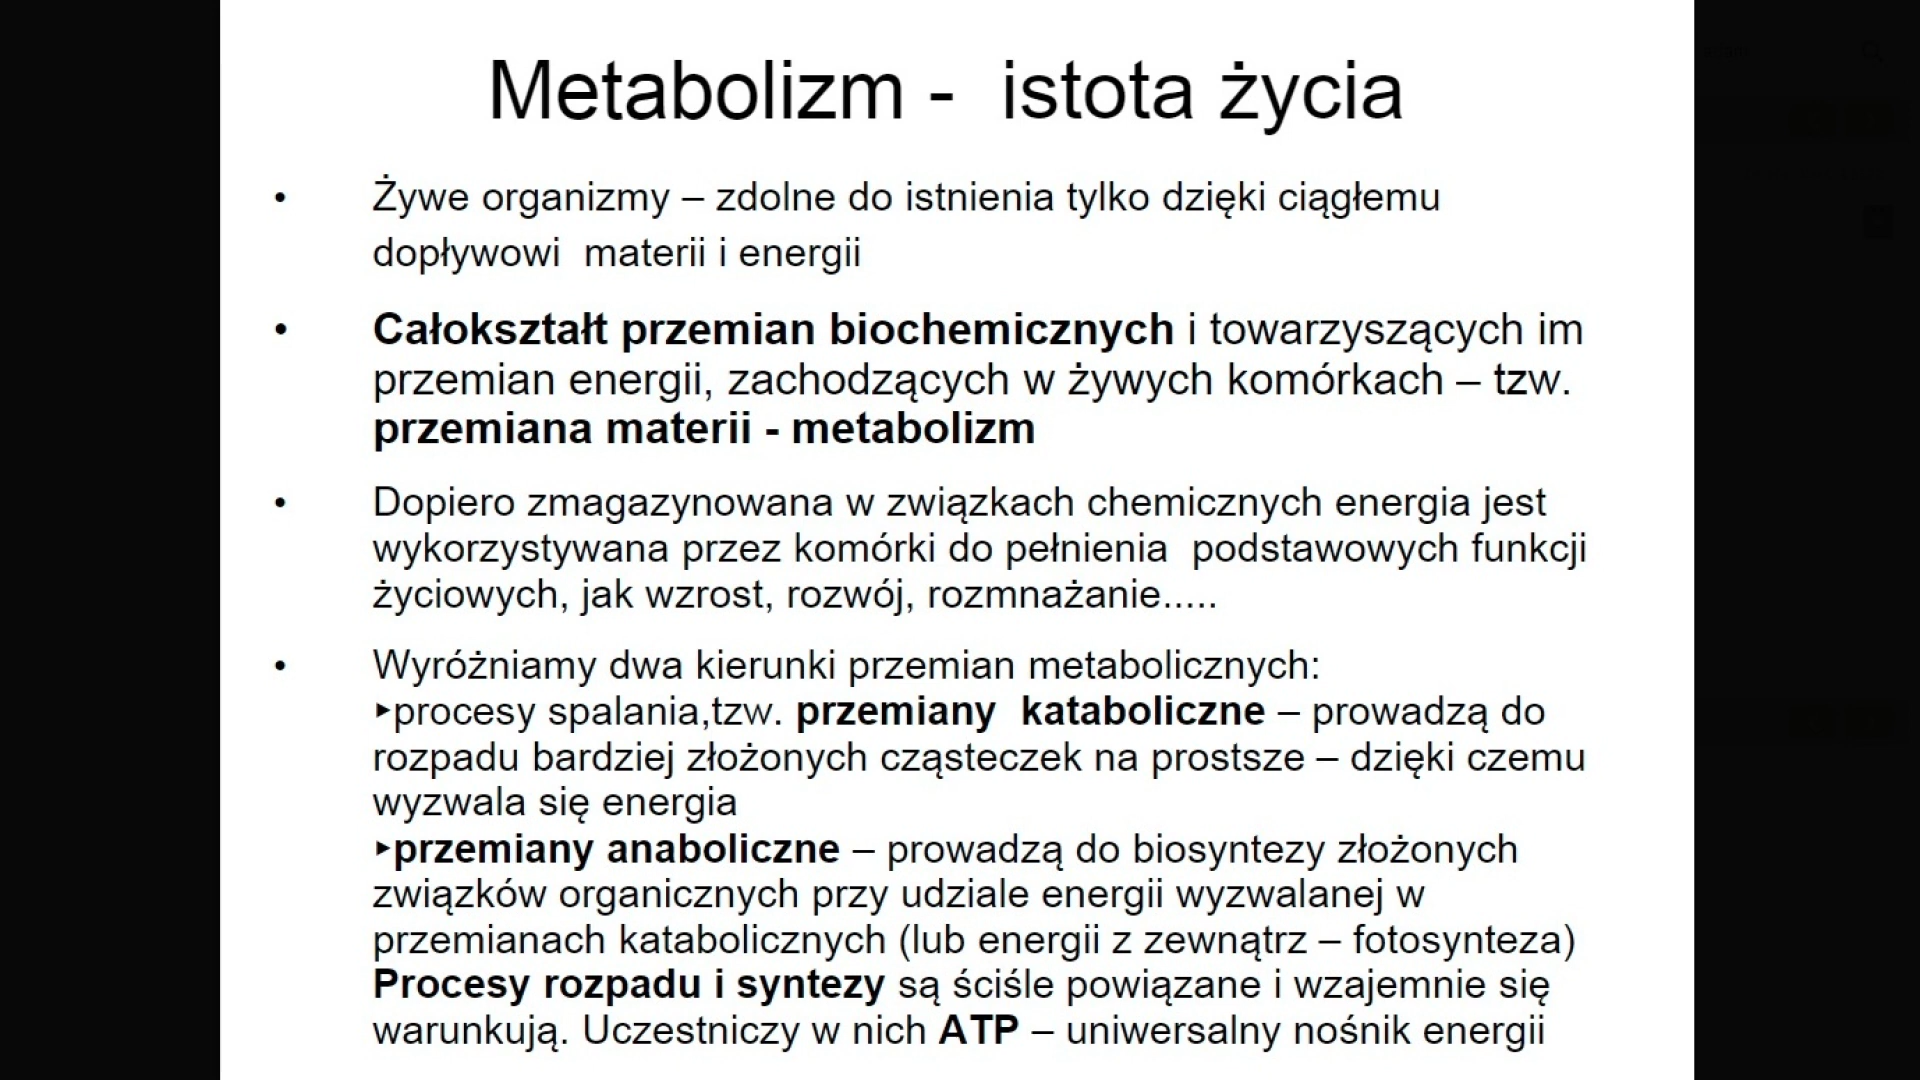 Metabolizm - istota życia
• Żywe organizmy – zdolne do istnienia tylko dzięki ciągłemu
dopływowi materii i energii
• Całokształt przemian biochemicznych i towarzyszących im
przemian energii, zachodzących w żywych komórkach – tzw.
przemiana materii - metabolizm
• Dopiero zmagazynowana w związkach chemicznych energia jest
wykorzystywana przez komórki do pełnienia podstawowych funkcji
życiowych, jak wzrost, rozwój, rozmnażanie.....
• Wyróżniamy dwa kierunki przemian metabolicznych:
▸procesy spalania,tzw. przemiany kataboliczne – prowadzą do
rozpadu bardziej złożonych cząsteczek na prostsze – dzięki czemu
wyzwala się energia
▸przemiany anaboliczne – prowadzą do biosyntezy złożonych
związków organicznych przy udziale energii wyzwalanej w
przemianach katabolicznych (lub energii z zewnątrz – fotosynteza)
Procesy rozpadu i syntezy są ściśle powiązane i wzajemnie się
warunkują. Uczestniczy w nich ATP – uniwersalny nośnik energii